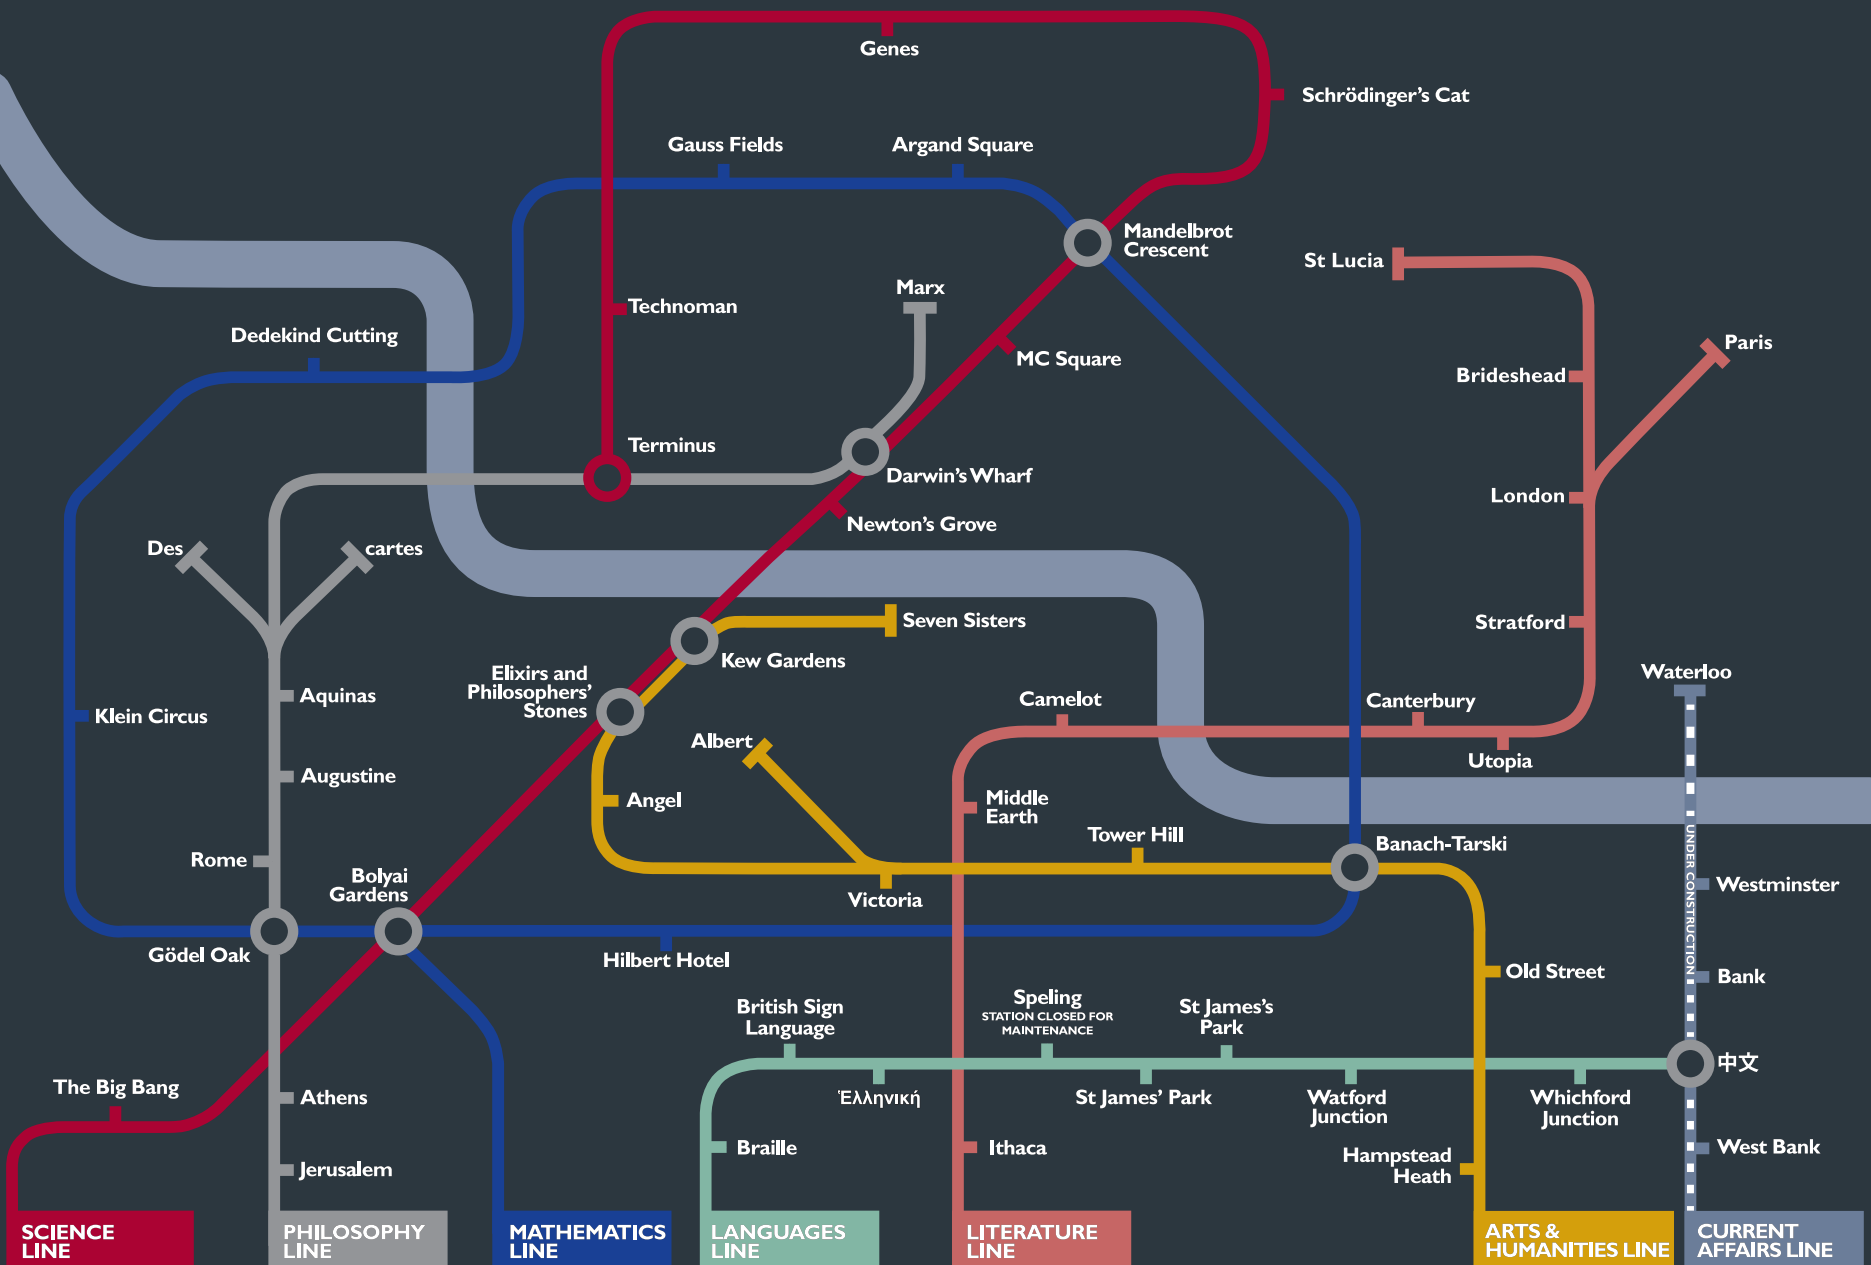 Genes
Schrödinger's Cat
Gauss Fields
Argand Square
Mandelbrot
Crescent
St Lucia
Marx
Technoman
Dedekind Cutting
Paris
MC Square
Brideshead
Terminus
Darwin's Wharf
London
Newton's Grove
Des
cartes
Seven Sisters
Stratford
Kew Gardens
Elixirs and
Philosophers'
Stones
Waterloo
Aquinas
Camelot
Canterbury
Klein Circus
Albert
Utopia
Augustine
Angel
Middle
Earth
Tower Hill
Banach-Tarski
UNDER CONSTRUCTION
Rome
Bolyai
Gardens
Victoria
Westminster
Gödel Oak
Hilbert Hotel
Old Street
Bank
British Sign
Language
Speling
STATION CLOSED FOR
MAINTENANCE
St James's
Park
中文
The Big Bang
Athens
Ἑλληνική
St James' Park
Watford
Junction
Whichford
Junction
Braille
Ithaca
Hampstead
Heath
West Bank
Jerusalem
SCIENCE
LINE
PHILOSOPHY
LINE
MATHEMATICS
LINE
LANGUAGES
LINE
LITERATURE
LINE
ARTS &
HUMANITIES LINE
CURRENT
AFFAIRS LINE